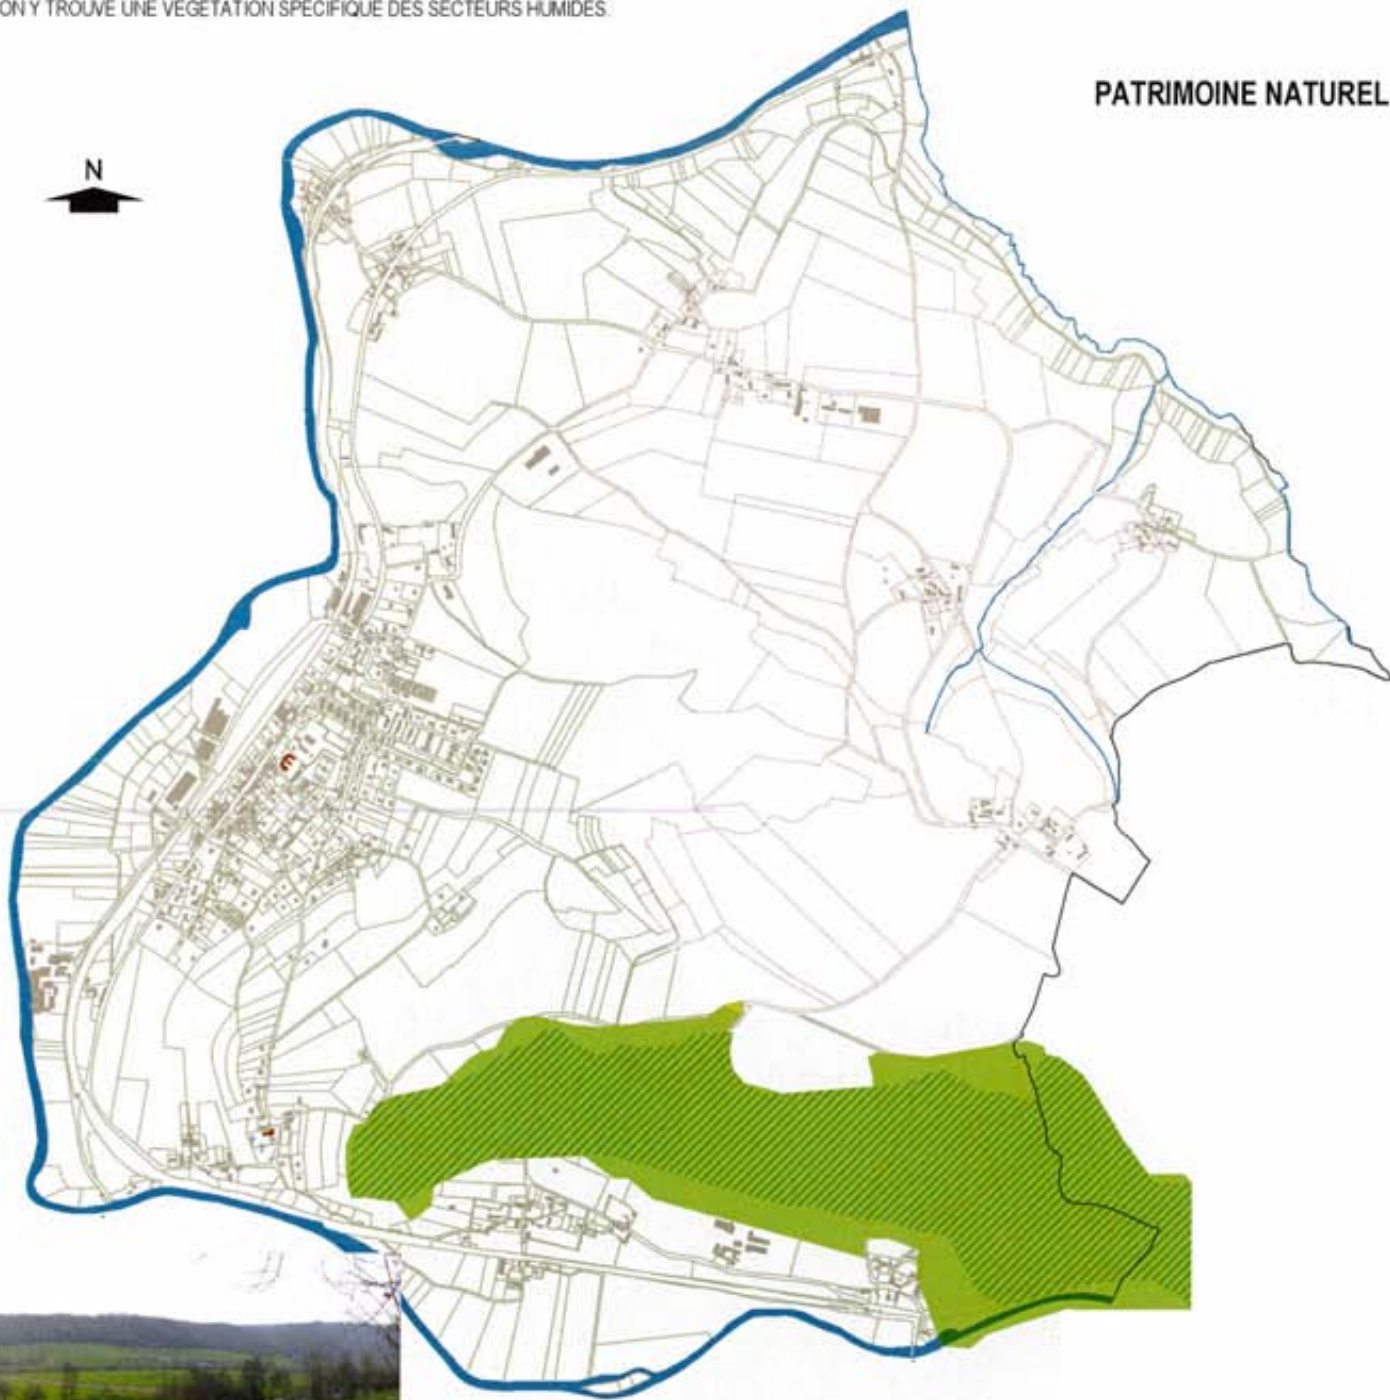 ON Y TROUVE UNE VEGETATION SPECIFIQUE DES SECTEURS HUMIDES.
PATRIMOINE NATUREL
N